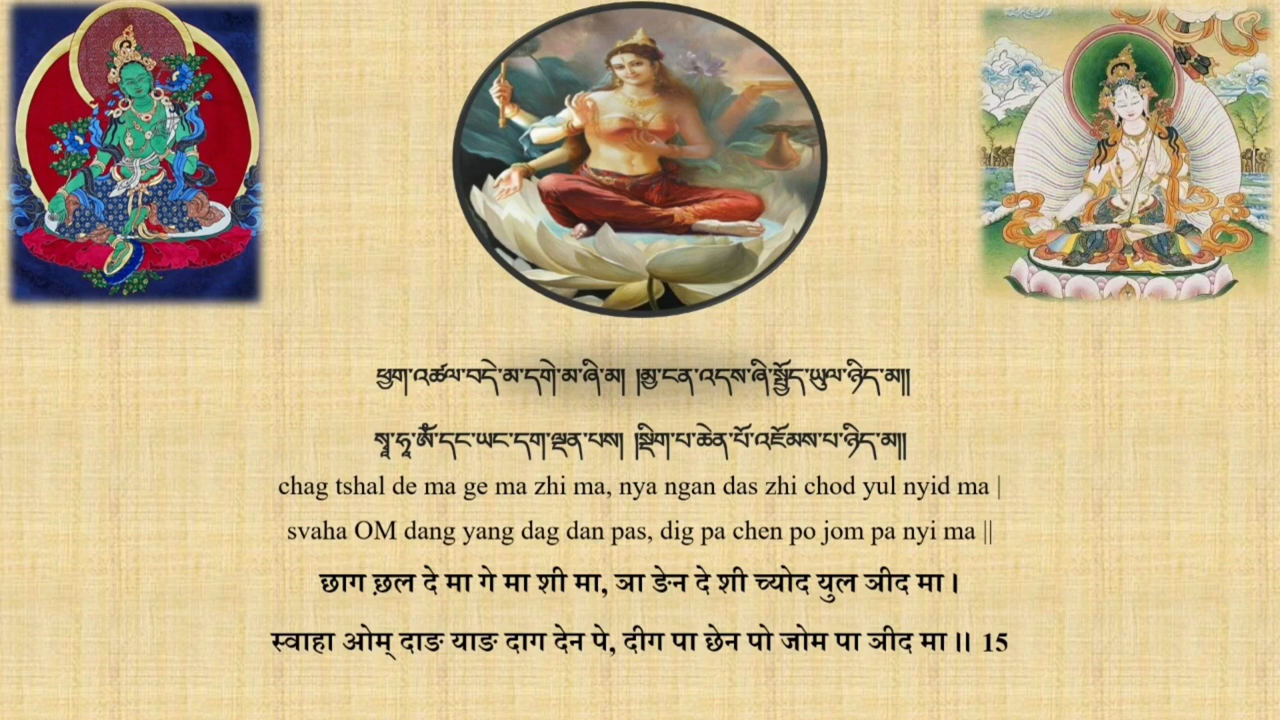 ཕྱག་འཚལ་བདེ་མ་དགེ་མ་ཞི་མ། །མྱ་ངན་འདས་ཞི་སྤྱོད་ཡུལ་ཉིད་མ།།
སྭཱ་ཧཱ་ཨོཾ་དང་ཡང་དག་ལྡན་པས། །སྡིག་པ་ཆེན་པོ་འཇོམས་པ་ཉིད་མ།།
chag tshal de ma ge ma zhi ma, nya ngan das zhi chod yul nyid ma |
svaha OM dang yang dag dan pas, dig pa chen po jom pa nyi ma ||
छाग छ़ल दे मा गे मा शी मा, ञा ङेन दे शी च्योद युल ञीद मा ।
स्वाहा ओम् दाङ याङ दाग देन पे, दीग पा छेन पो जोम पा ञीद मा ।। 15